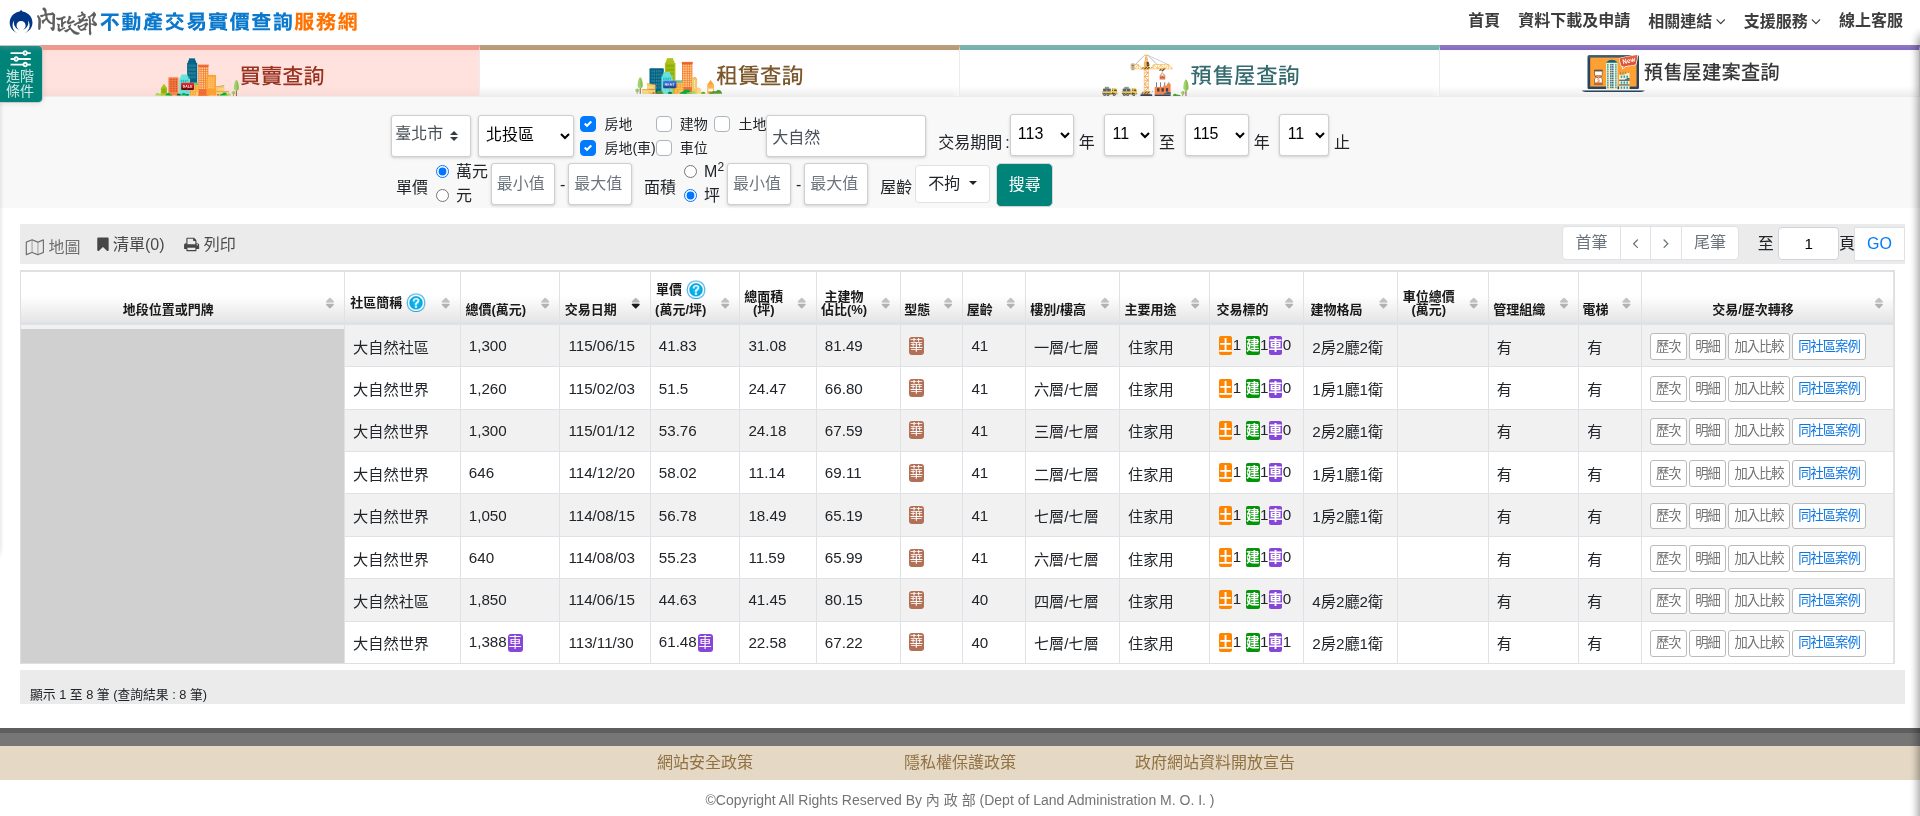 內政部不動產交易實價查詢服務網 首頁 資料下載及申請 相關連結 支援服務 線上客服
進階條件
買賣查詢 租賃查詢 預售屋查詢 預售屋建案查詢
臺北市 北投區 房地 建物 土地 房地(車) 車位 大自然 交易期間 : 113 年 11 至 115 年 11 止
單價 萬元 元 最小值 - 最大值 面積 M2 坪 最小值 - 最大值 屋齡 不拘 搜尋
地圖 清單(0) 列印 首筆 < > 尾筆 至 1 頁 GO
地段位置或門牌 社區簡稱 ? 總價(萬元) 交易日期 單價 ? (萬元/坪) 總面積(坪) 主建物佔比(%) 型態 屋齡 樓別/樓高 主要用途 交易標的 建物格局 車位總價(萬元) 管理組織 電梯 交易/歷次轉移
大自然社區 1,300 115/06/15 41.83 31.08 81.49 華 41 一層/七層 住家用 土1 建1車0 2房2廳2衛 有 有 歷次 明細 加入比較 同社區案例
大自然世界 1,260 115/02/03 51.5 24.47 66.80 華 41 六層/七層 住家用 土1 建1車0 1房1廳1衛 有 有 歷次 明細 加入比較 同社區案例
大自然世界 1,300 115/01/12 53.76 24.18 67.59 華 41 三層/七層 住家用 土1 建1車0 2房2廳1衛 有 有 歷次 明細 加入比較 同社區案例
大自然世界 646 114/12/20 58.02 11.14 69.11 華 41 二層/七層 住家用 土1 建1車0 1房1廳1衛 有 有 歷次 明細 加入比較 同社區案例
大自然世界 1,050 114/08/15 56.78 18.49 65.19 華 41 七層/七層 住家用 土1 建1車0 1房2廳1衛 有 有 歷次 明細 加入比較 同社區案例
大自然世界 640 114/08/03 55.23 11.59 65.99 華 41 六層/七層 住家用 土1 建1車0 有 有 歷次 明細 加入比較 同社區案例
大自然社區 1,850 114/06/15 44.63 41.45 80.15 華 40 四層/七層 住家用 土1 建1車0 4房2廳2衛 有 有 歷次 明細 加入比較 同社區案例
大自然世界 1,388車 113/11/30 61.48車 22.58 67.22 華 40 七層/七層 住家用 土1 建1車1 2房2廳1衛 有 有 歷次 明細 加入比較 同社區案例
顯示 1 至 8 筆 (查詢結果 : 8 筆)
網站安全政策 隱私權保護政策 政府網站資料開放宣告
©Copyright All Rights Reserved By 內 政 部 (Dept of Land Administration M. O. I. )